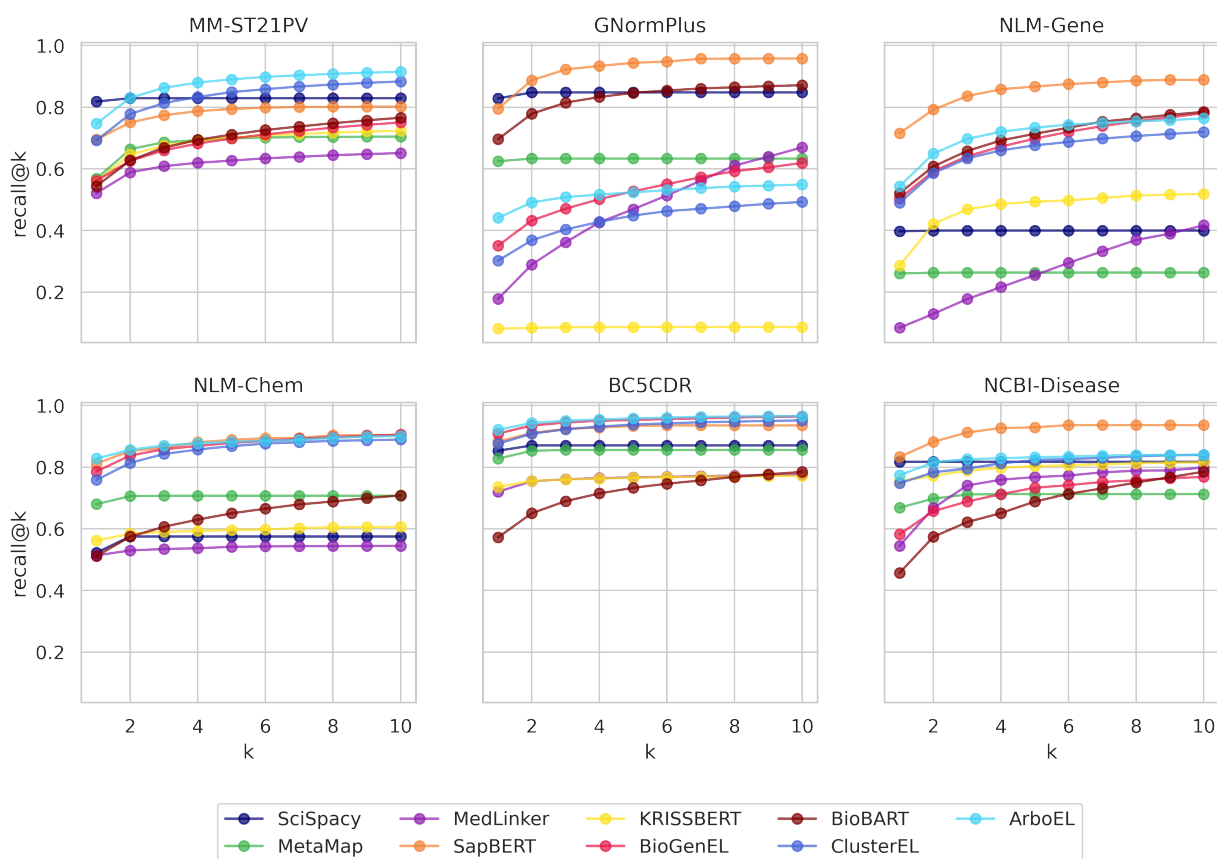 MM-ST21PV GNormPlus NLM-Gene
1.0
0.8
0.6
0.4
0.2
recall@k
NLM-Chem BC5CDR NCBI-Disease
1.0
0.8
0.6
0.4
0.2
recall@k
2 4 6 8 10 2 4 6 8 10 2 4 6 8 10
k k k
SciSpacy MedLinker KRISSBERT BioBART ArboEL
MetaMap SapBERT BioGenEL ClusterEL